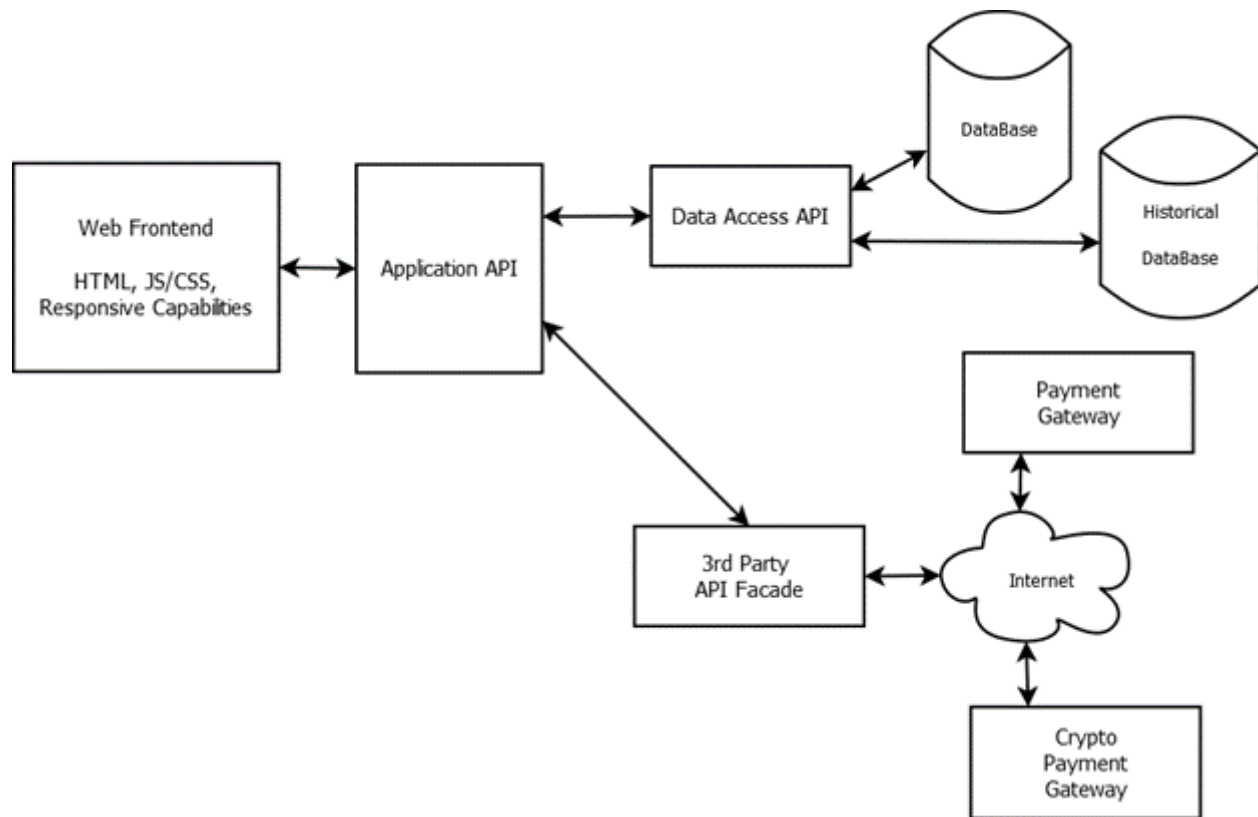 Web Frontend
HTML, JS/CSS,
Responsive Capabilities
Application API
Data Access API
DataBase
Historical
DataBase
Payment
Gateway
3rd Party
API Facade
Internet
Crypto
Payment
Gateway